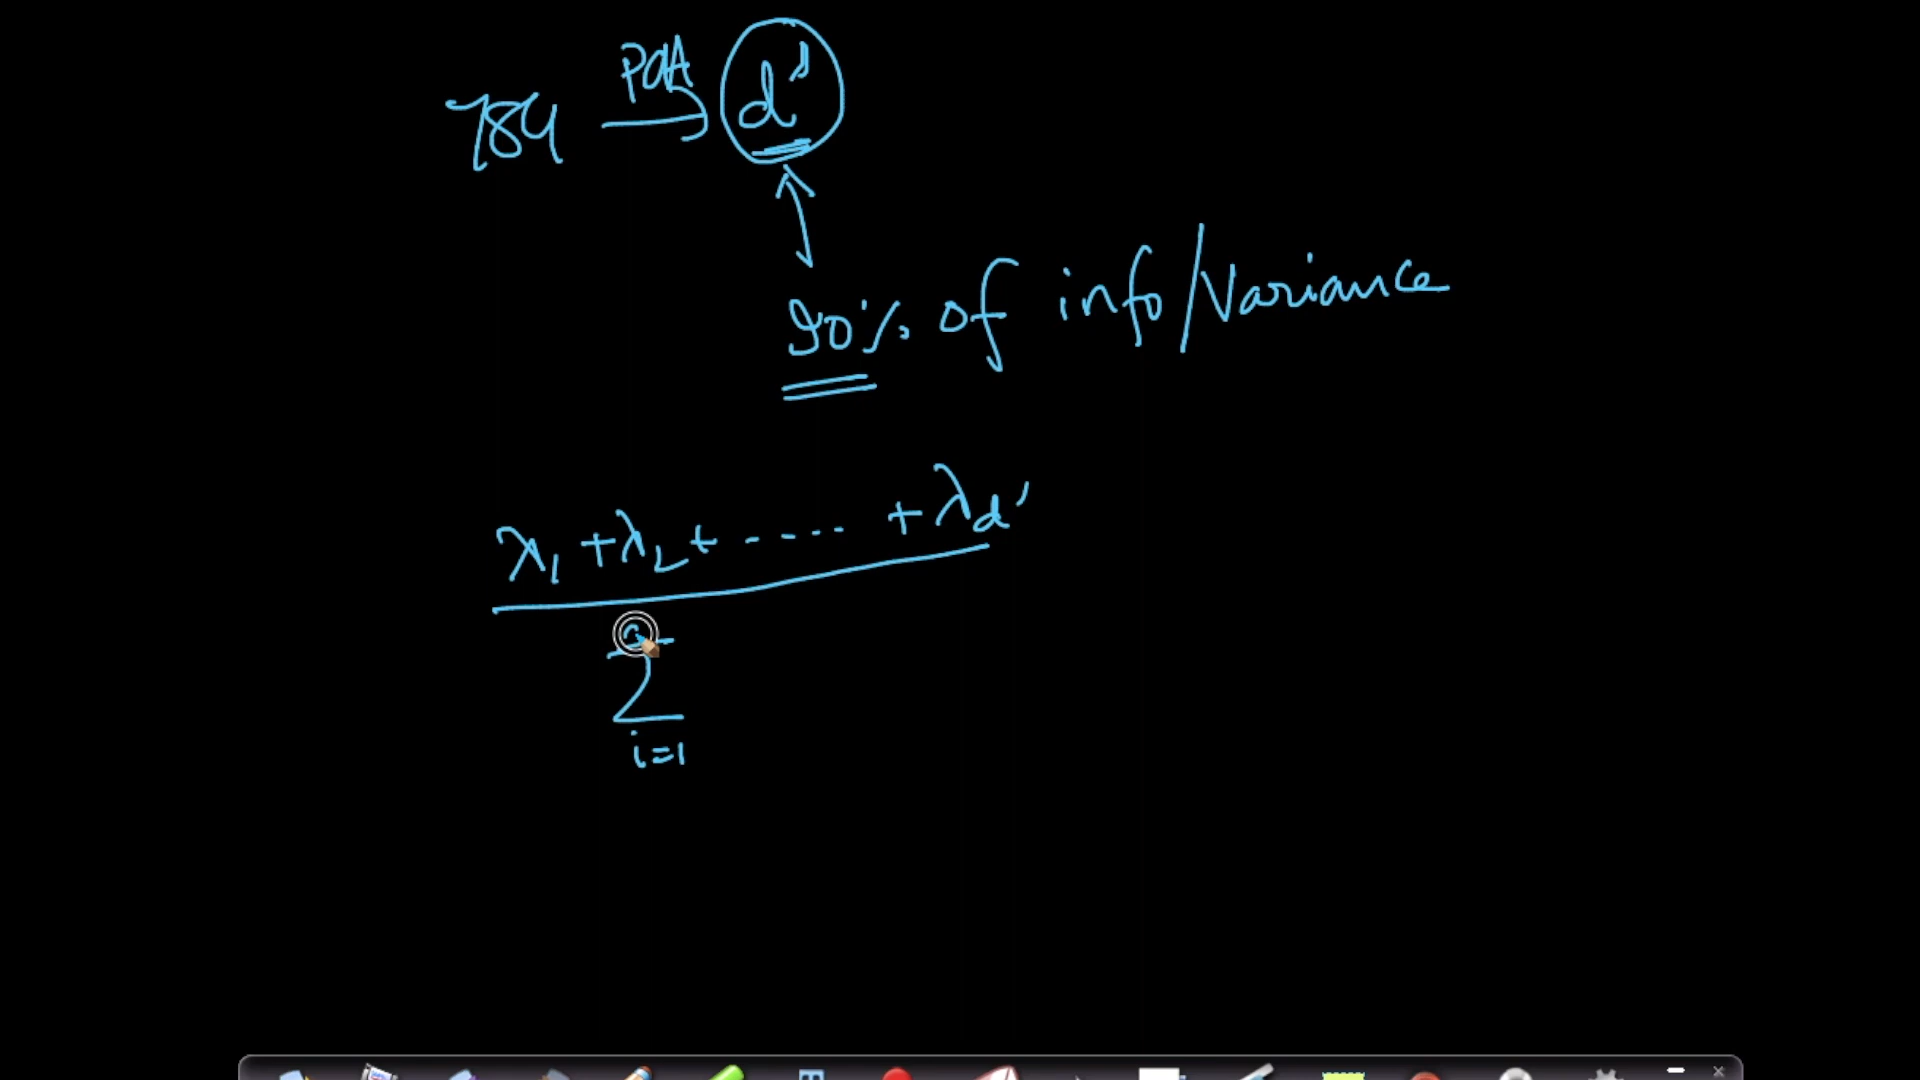 784 PCA → d'
90% of info/Variance
λ1 + λ2 + ..... + λd'
Σ
i=1